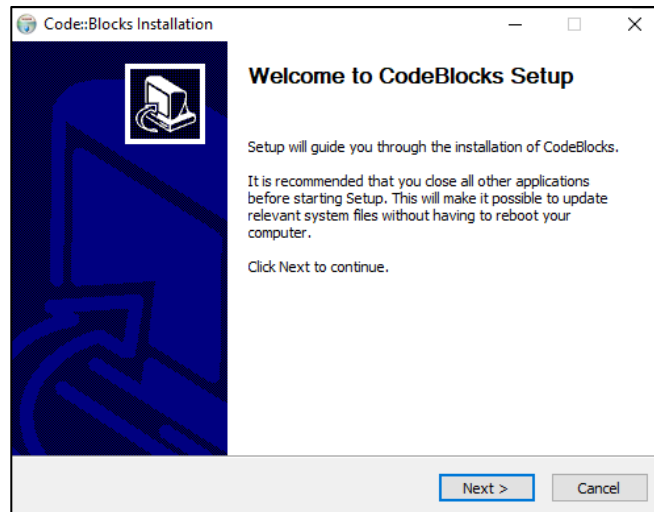 Code::Blocks Installation
Welcome to CodeBlocks Setup
Setup will guide you through the installation of CodeBlocks.
It is recommended that you close all other applications
before starting Setup. This will make it possible to update
relevant system files without having to reboot your
computer.
Click Next to continue.
Next >
Cancel